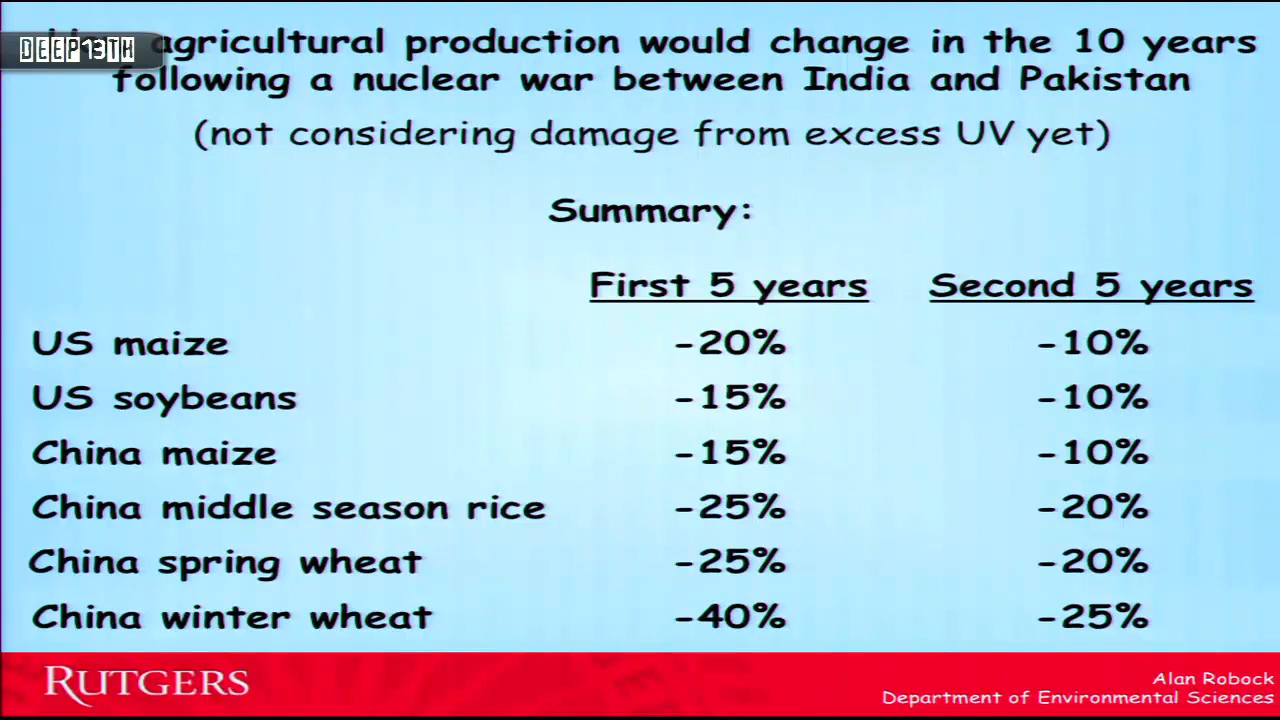 DEEP13TH
agricultural production would change in the 10 years
following a nuclear war between India and Pakistan
(not considering damage from excess UV yet)
Summary:
First 5 years Second 5 years
US maize -20% -10%
US soybeans -15% -10%
China maize -15% -10%
China middle season rice -25% -20%
China spring wheat -25% -20%
China winter wheat -40% -25%
RUTGERS
Alan Robock
Department of Environmental Sciences